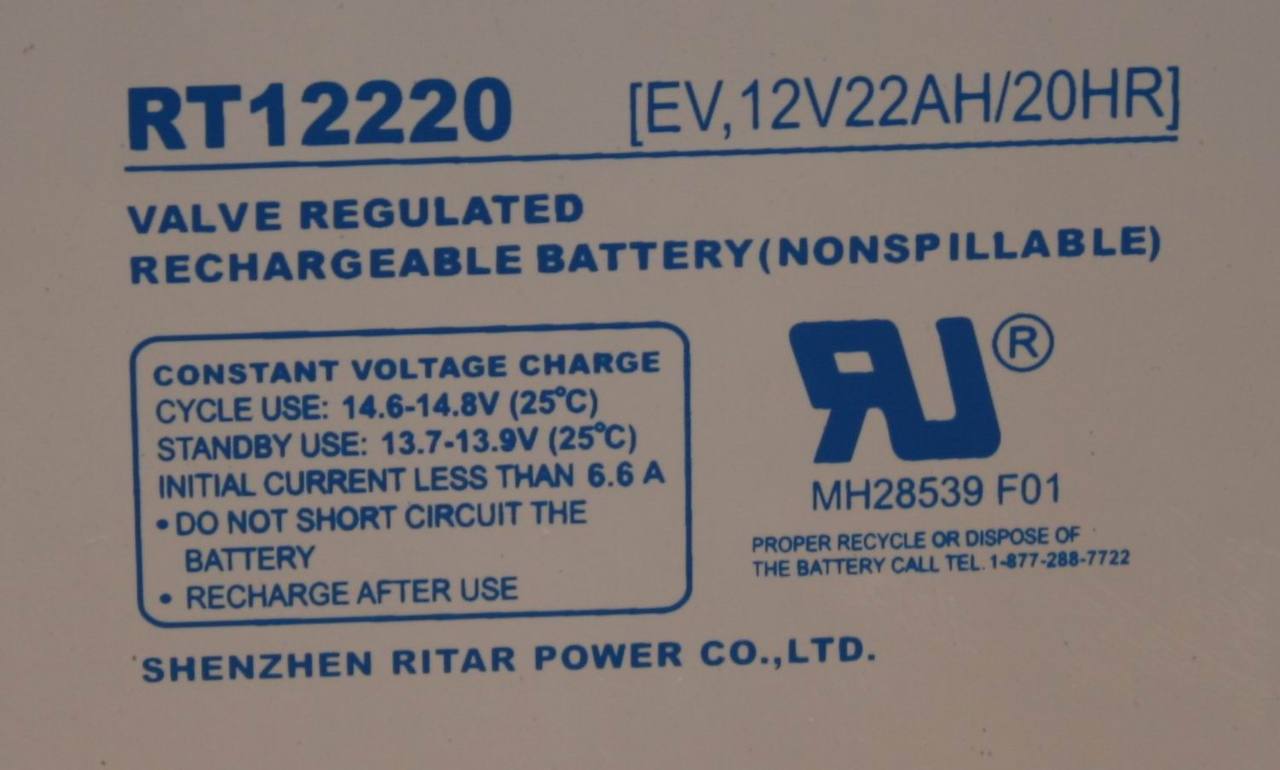 RT12220 [EV,12V22AH/20HR]
VALVE REGULATED
RECHARGEABLE BATTERY(NONSPILLABLE)
CONSTANT VOLTAGE CHARGE
CYCLE USE: 14.6-14.8V (25°C)
STANDBY USE: 13.7-13.9V (25°C)
INITIAL CURRENT LESS THAN 6.6 A
• DO NOT SHORT CIRCUIT THE
BATTERY
• RECHARGE AFTER USE
RU ®
MH28539 F01
PROPER RECYCLE OR DISPOSE OF
THE BATTERY CALL TEL. 1-877-288-7722
SHENZHEN RITAR POWER CO.,LTD.